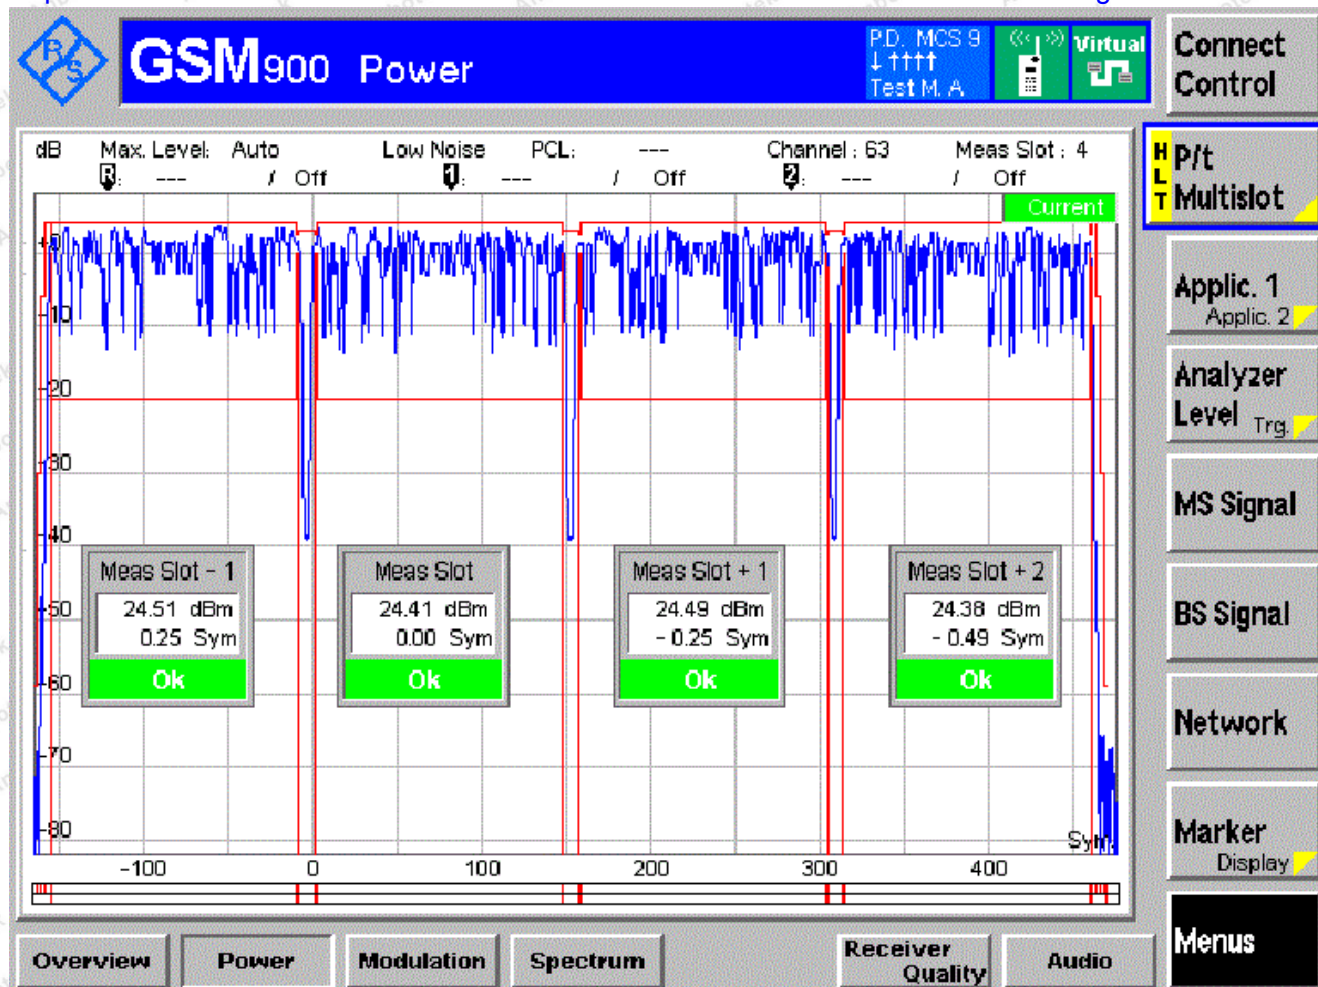 R S
GSM900 Power
P.D. MCS 9
↓ ↑↑↑↑
Test M. A
Virtual
Connect
Control
dB Max. Level: Auto Low Noise PCL: --- Channel : 63 Meas Slot : 4
R: --- / Off 1: --- / Off 2: --- / Off
HLT
P/t
Multislot
Current
+0
-10
-20
-30
-40
-50
-60
-70
-80
Meas Slot - 1
24.51 dBm
0.25 Sym
Ok
Meas Slot
24.41 dBm
0.00 Sym
Ok
Meas Slot + 1
24.49 dBm
- 0.25 Sym
Ok
Meas Slot + 2
24.38 dBm
- 0.49 Sym
Ok
Sym
-100 0 100 200 300 400
Applic. 1
Applic. 2
Analyzer
Level Trg.
MS Signal
BS Signal
Network
Marker
Display
Menus
Overview Power Modulation Spectrum Receiver Quality Audio